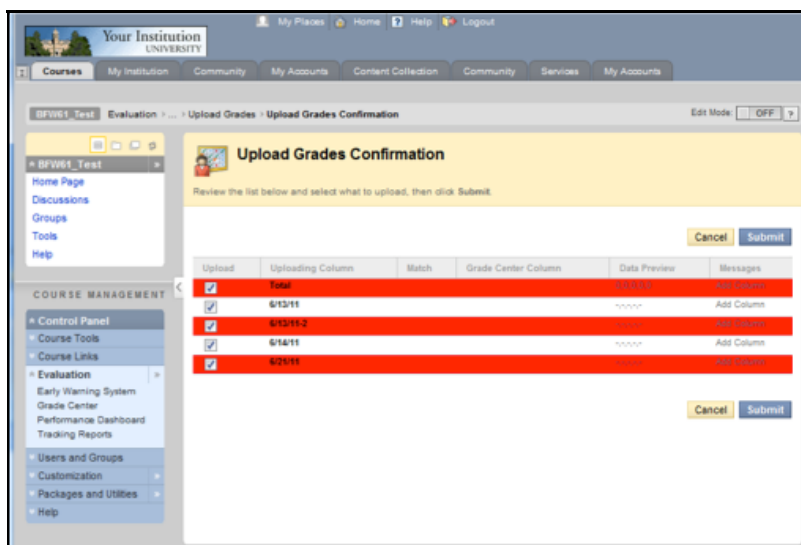 My Places Home Help Logout
Your Institution
UNIVERSITY
Courses My Institution Community My Accounts Content Collection Community Services My Accounts
BFW61_Test Evaluation > ... > Upload Grades > Upload Grades Confirmation Edit Mode: OFF ?
BFW61_Test
Home Page
Discussions
Groups
Tools
Help
COURSE MANAGEMENT
Control Panel
Course Tools
Course Links
Evaluation
Early Warning System
Grade Center
Performance Dashboard
Tracking Reports
Users and Groups
Customization
Packages and Utilities
Help
Upload Grades Confirmation
Review the list below and select what to upload, then click Submit.
Cancel Submit
Upload Uploading Column Match Grade Center Column Data Preview Messages
Total Add Column
6/13/11 -,-,-,-,- Add Column
6/13/11-2 -,-,-,-,- Add Column
6/14/11 -,-,-,-,- Add Column
6/21/11 -,-,-,-,- Add Column
Cancel Submit